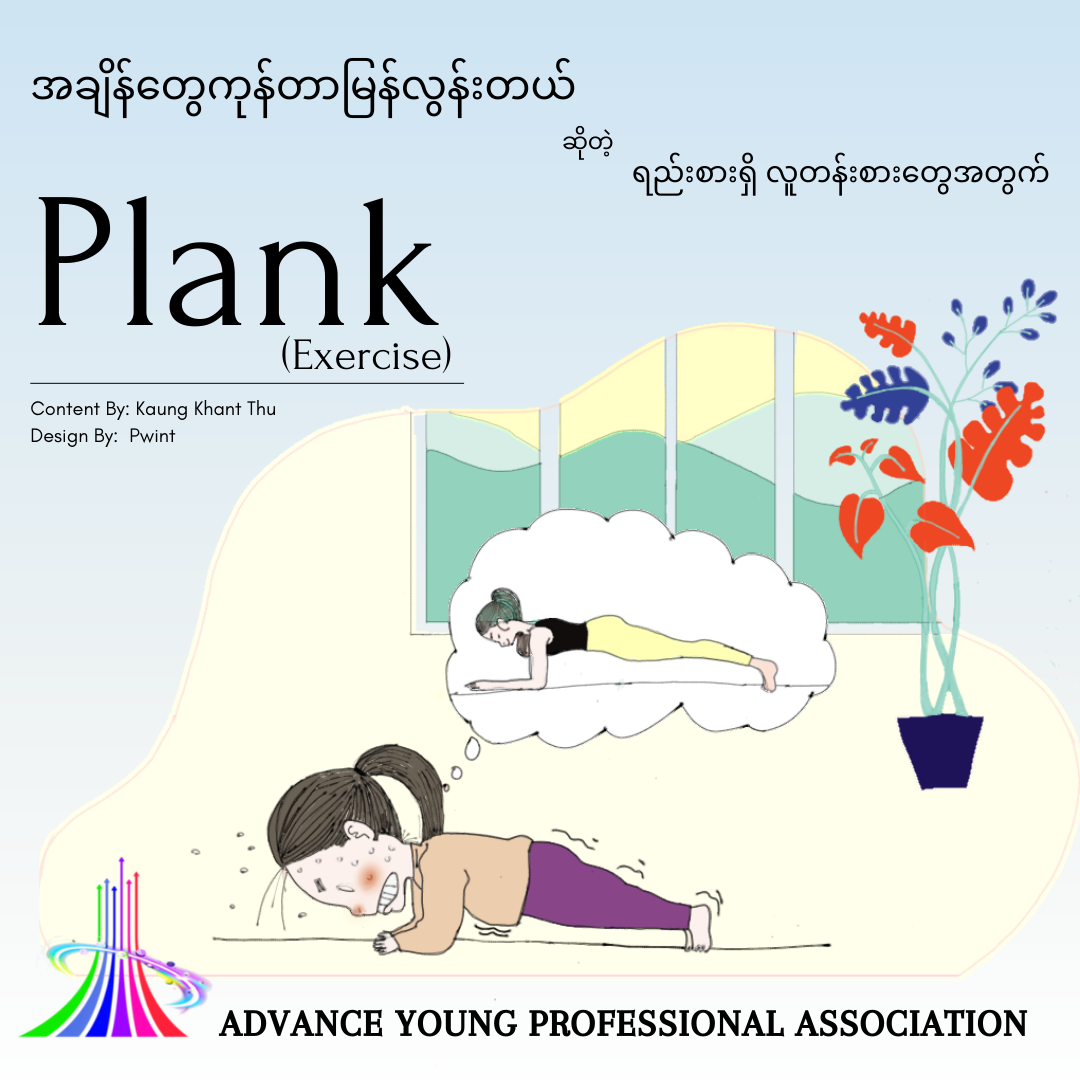 အချိန်တွေကုန်တာမြန်လွန်းတယ်
ဆိုတဲ့
ရည်းစားရှိ လူတန်းစားတွေအတွက်
Plank
(Exercise)
Content By: Kaung Khant Thu
Design By: Pwint
ADVANCE YOUNG PROFESSIONAL ASSOCIATION